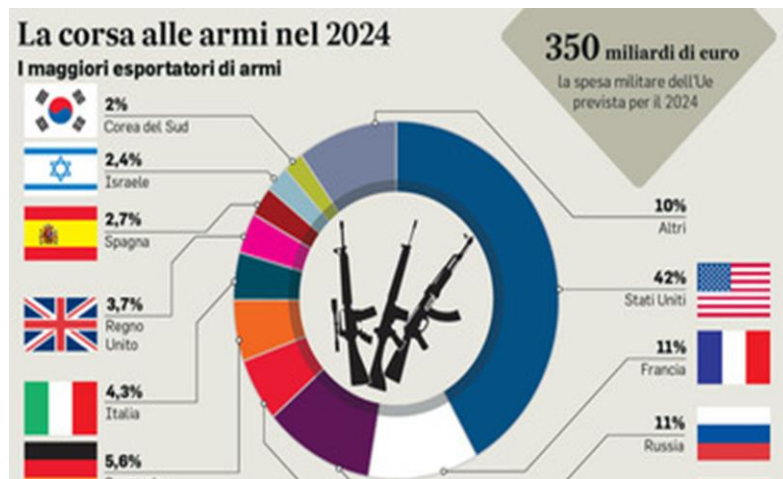 La corsa alle armi nel 2024
I maggiori esportatori di armi
350 miliardi di euro
la spesa militare dell'Ue
prevista per il 2024
2%
Corea del Sud
2,4%
Israele
2,7%
Spagna
3,7%
Regno
Unito
4,3%
Italia
5,6%
10%
Altri
42%
Stati Uniti
11%
Francia
11%
Russia